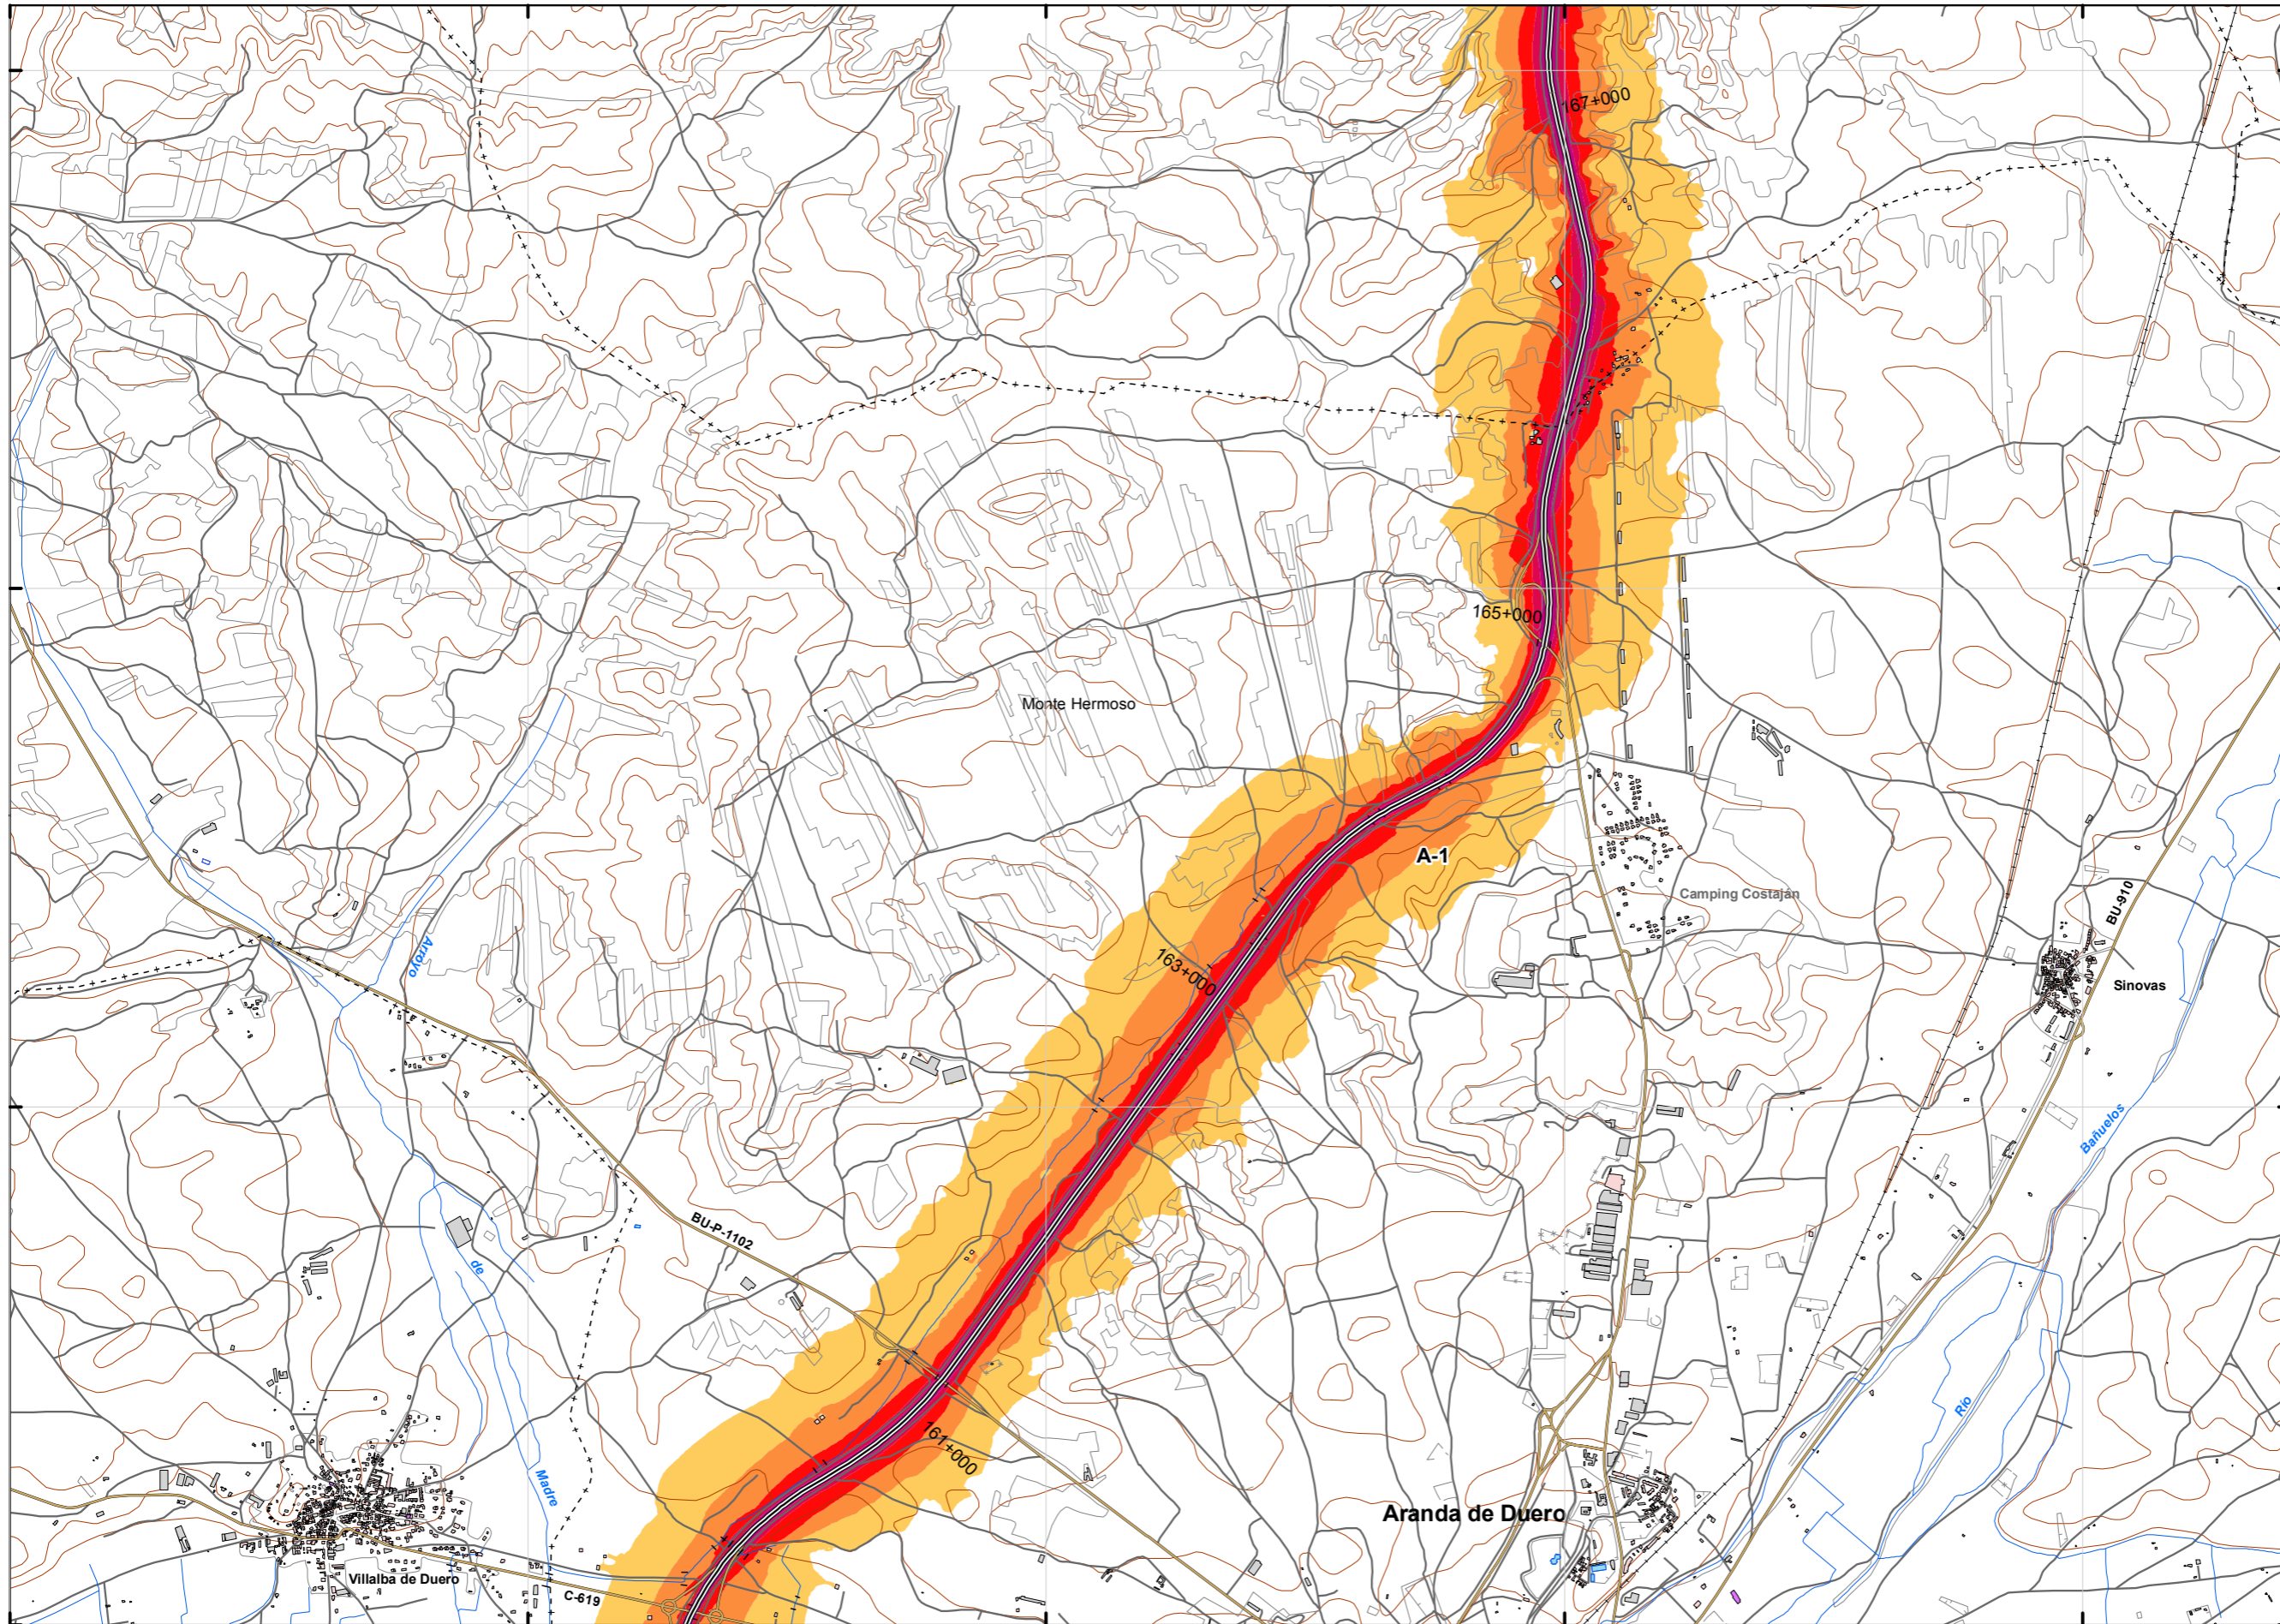 167+000
165+000
Monte Hermoso
A-1
Camping Costaján
BU-910
Arroyo
163+000
Sinovas
Bañuelos
BU-P-1102
de
Río
161+000
Madre
Aranda de Duero
Villalba de Duero
C-619